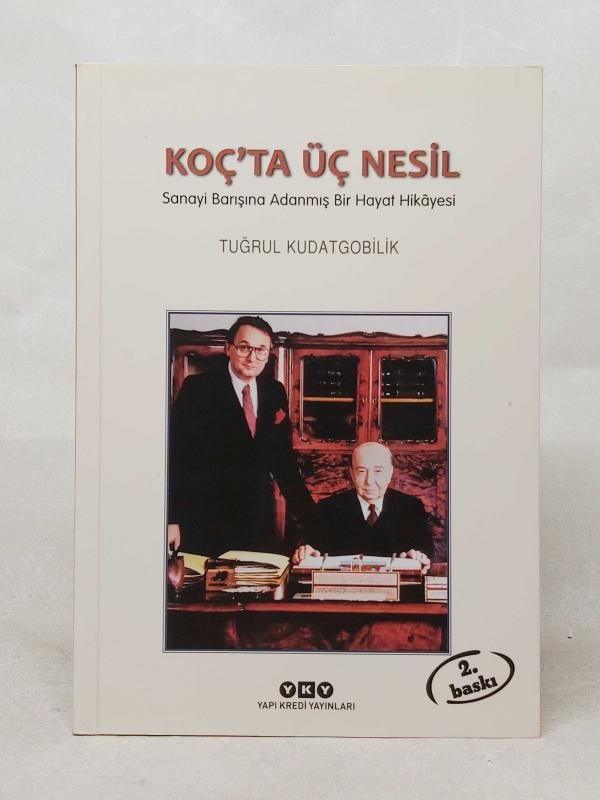 KOÇ'TA ÜÇ NESİL
Sanayi Barışına Adanmış Bir Hayat Hikâyesi
TUĞRUL KUDATGOBİLİK
YKY
YAPI KREDİ YAYINLARI
2.
baskı